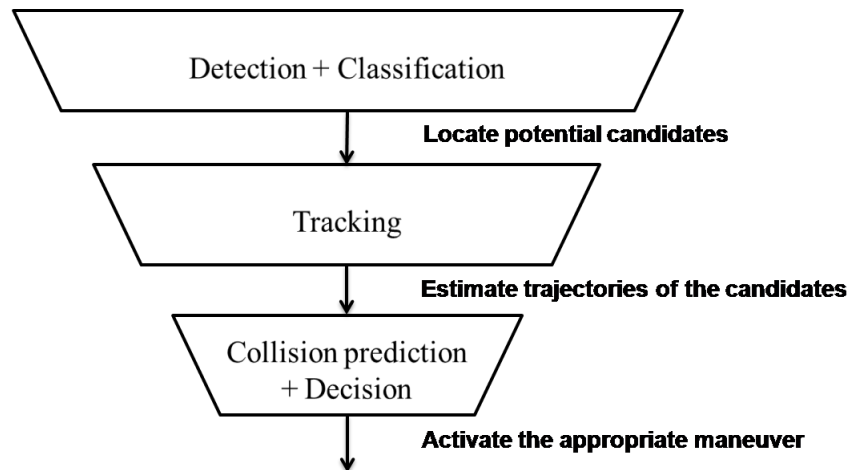 Detection + Classification
Locate potential candidates
Tracking
Estimate trajectories of the candidates
Collision prediction
+ Decision
Activate the appropriate maneuver